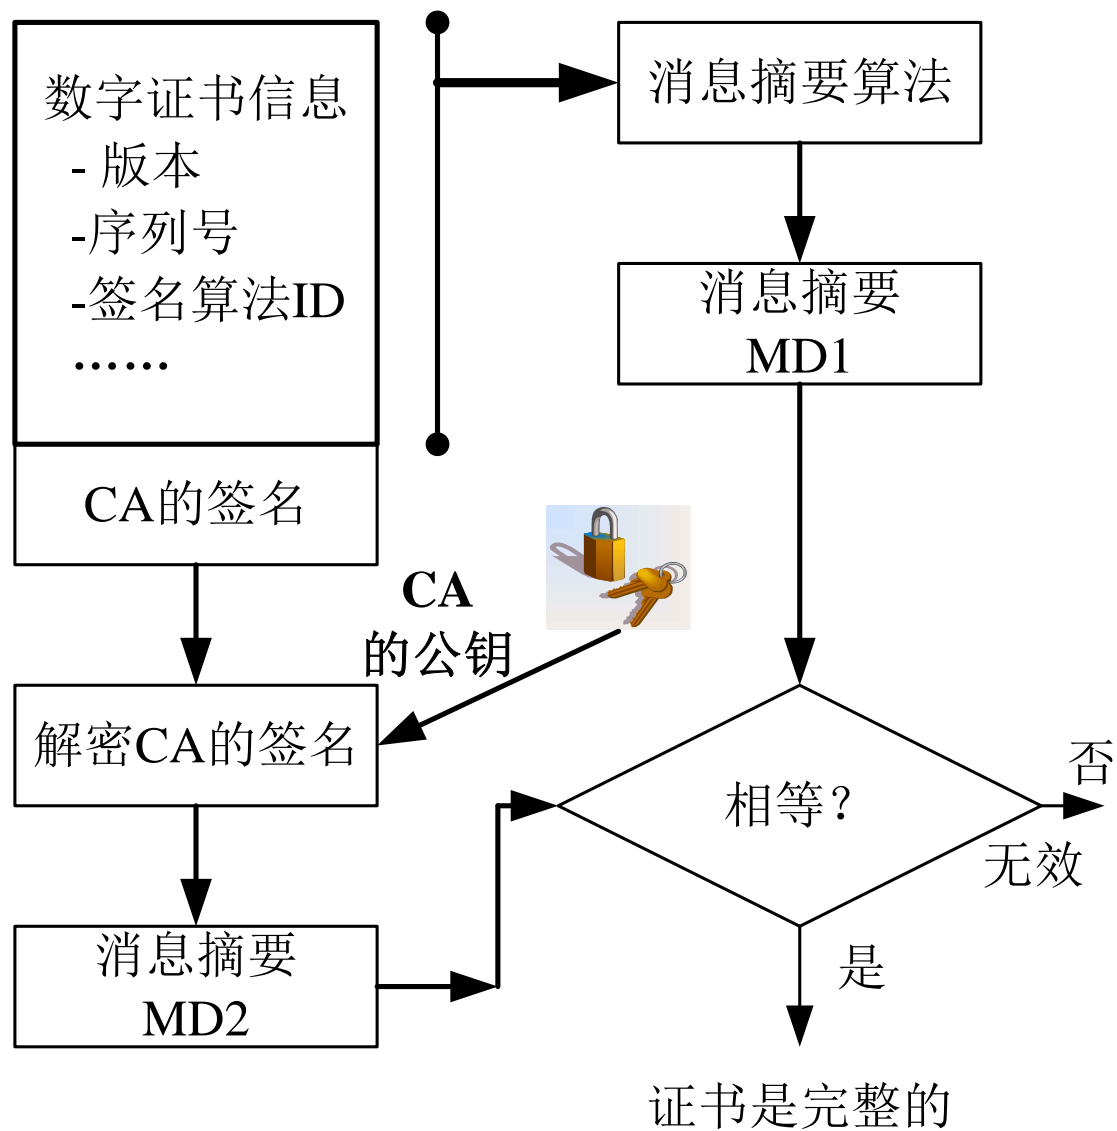 数字证书信息
- 版本
-序列号
-签名算法ID
……
CA的签名
消息摘要算法
消息摘要
MD1
CA
的公钥
解密CA的签名
消息摘要
MD2
相等？
否
无效
是
证书是完整的